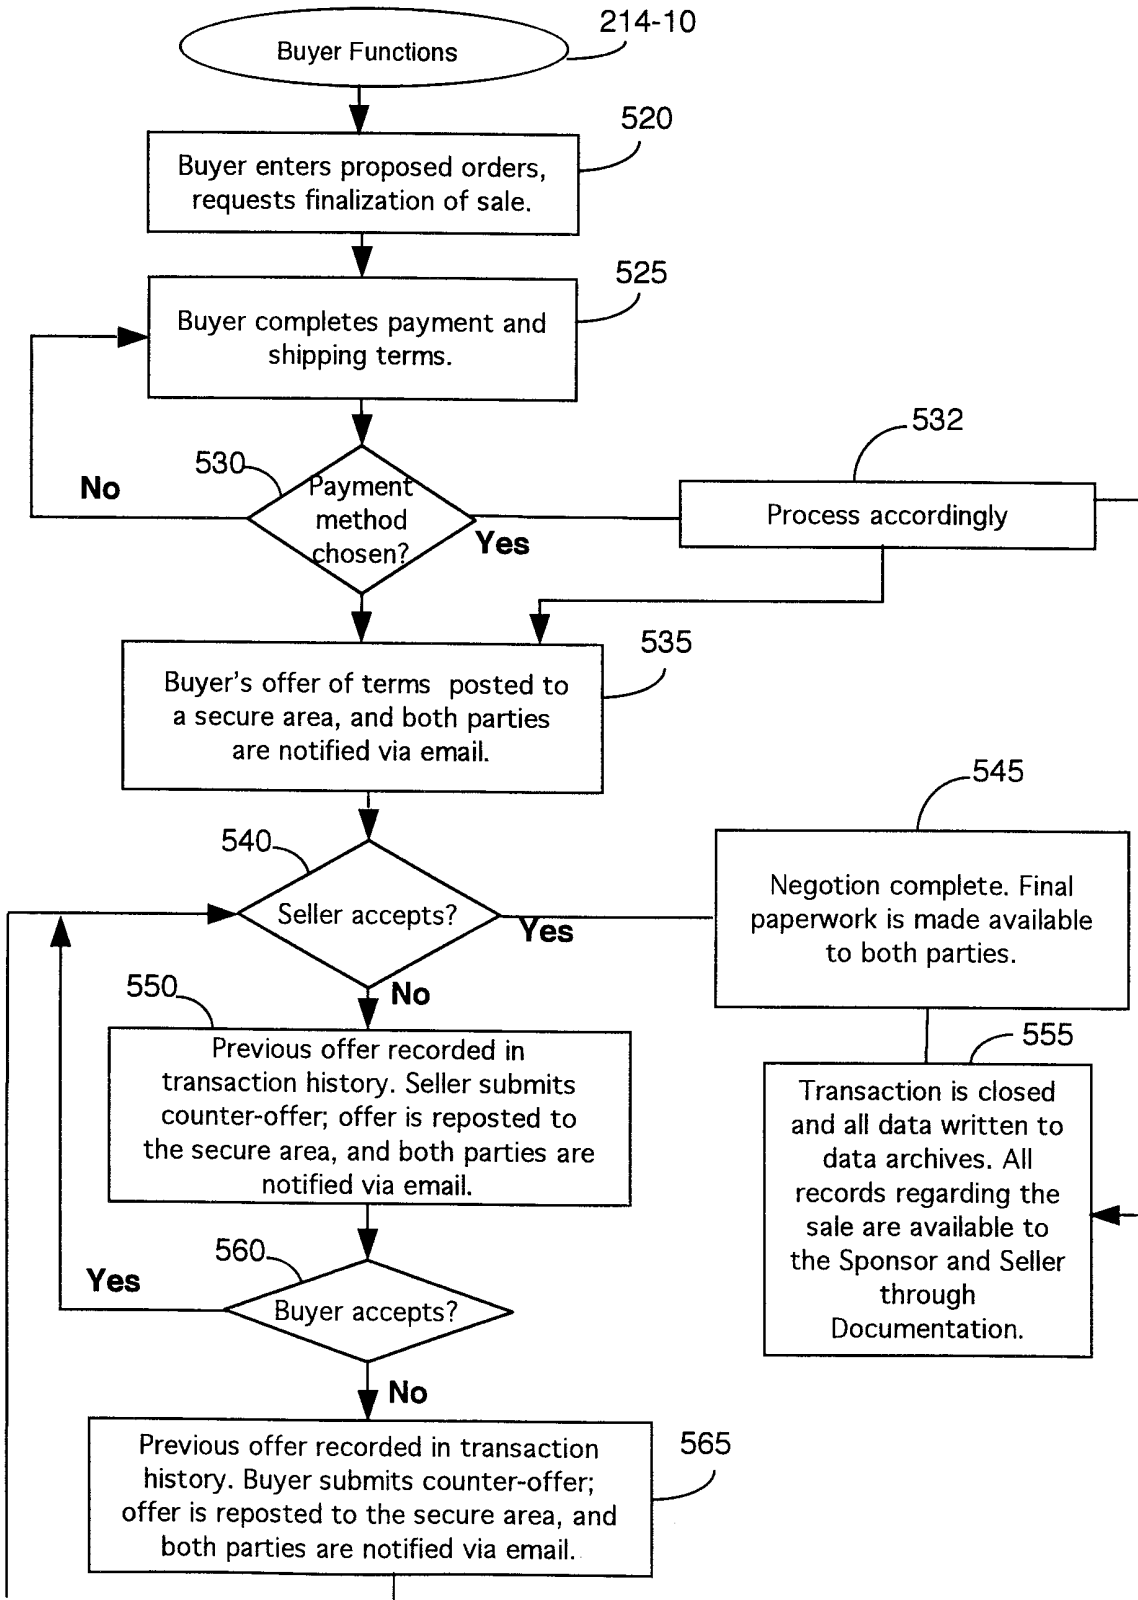 214-10
Buyer Functions
520
Buyer enters proposed orders,
requests finalization of sale.
525
Buyer completes payment and
shipping terms.
532
530
No
Payment
method
chosen?
Yes
Process accordingly
535
Buyer's offer of terms posted to
a secure area, and both parties
are notified via email.
545
540
Seller accepts?
Yes
Negotion complete. Final
paperwork is made available
to both parties.
No
550
555
Previous offer recorded in
transaction history. Seller submits
counter-offer; offer is reposted to
the secure area, and both parties are
notified via email.
Transaction is closed
and all data written to
data archives. All
records regarding the
sale are available to
the Sponsor and Seller
through
Documentation.
560
Yes
Buyer accepts?
No
565
Previous offer recorded in transaction
history. Buyer submits counter-offer;
offer is reposted to the secure area, and
both parties are notified via email.